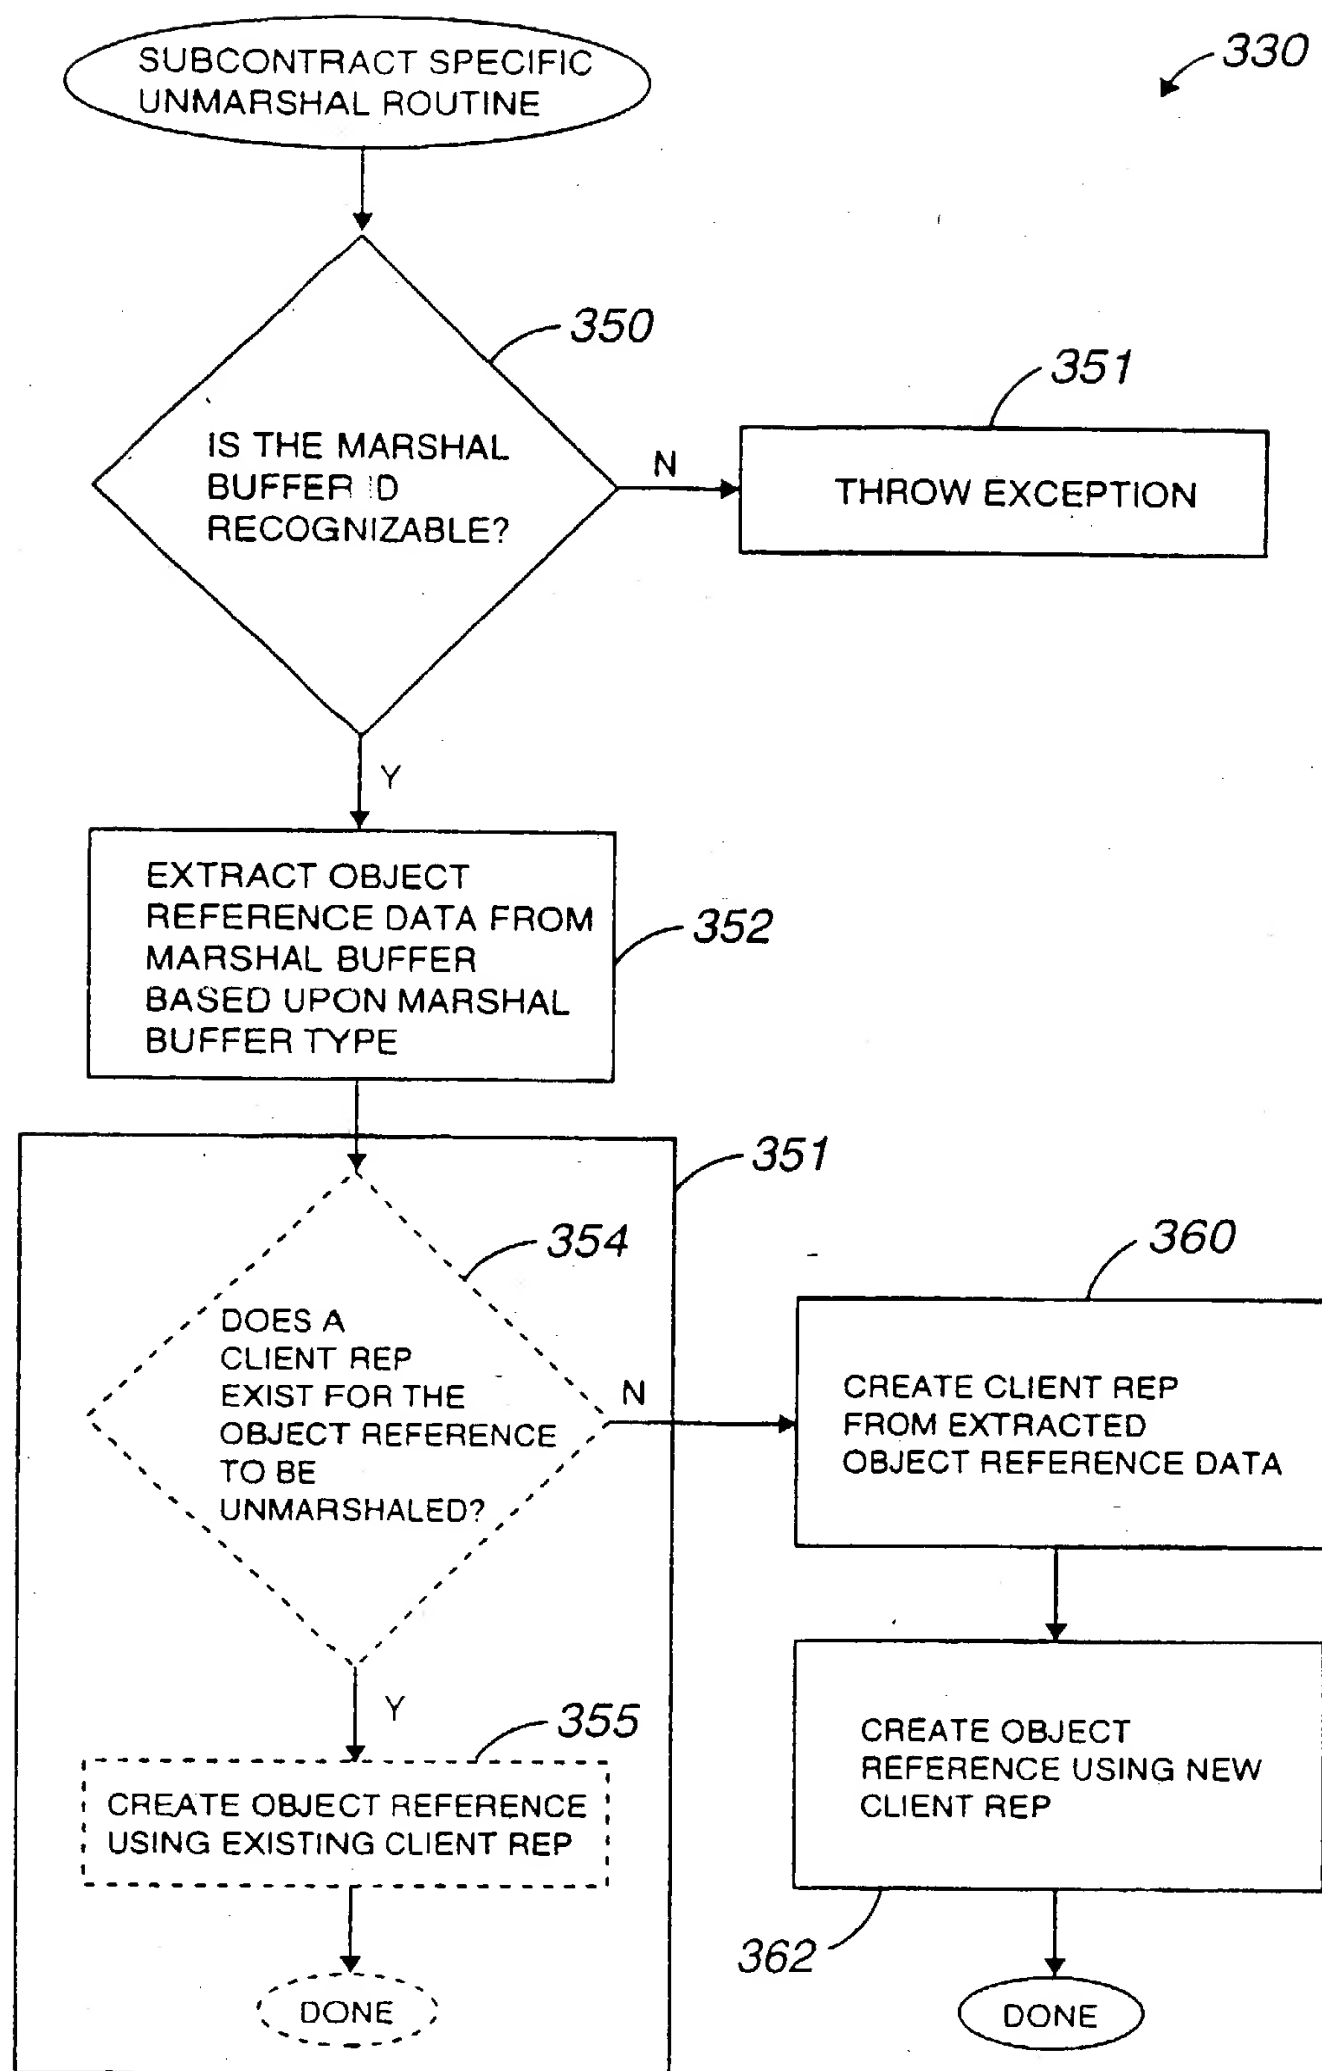 SUBCONTRACT SPECIFIC
UNMARSHAL ROUTINE
330
350
IS THE MARSHAL
BUFFER ID
RECOGNIZABLE?
N
351
THROW EXCEPTION
Y
EXTRACT OBJECT
REFERENCE DATA FROM
MARSHAL BUFFER
BASED UPON MARSHAL
BUFFER TYPE
352
351
354
DOES A
CLIENT REP
EXIST FOR THE
OBJECT REFERENCE
TO BE
UNMARSHALED?
N
360
CREATE CLIENT REP
FROM EXTRACTED
OBJECT REFERENCE DATA
Y
355
CREATE OBJECT REFERENCE
USING EXISTING CLIENT REP
DONE
CREATE OBJECT
REFERENCE USING NEW
CLIENT REP
362
DONE